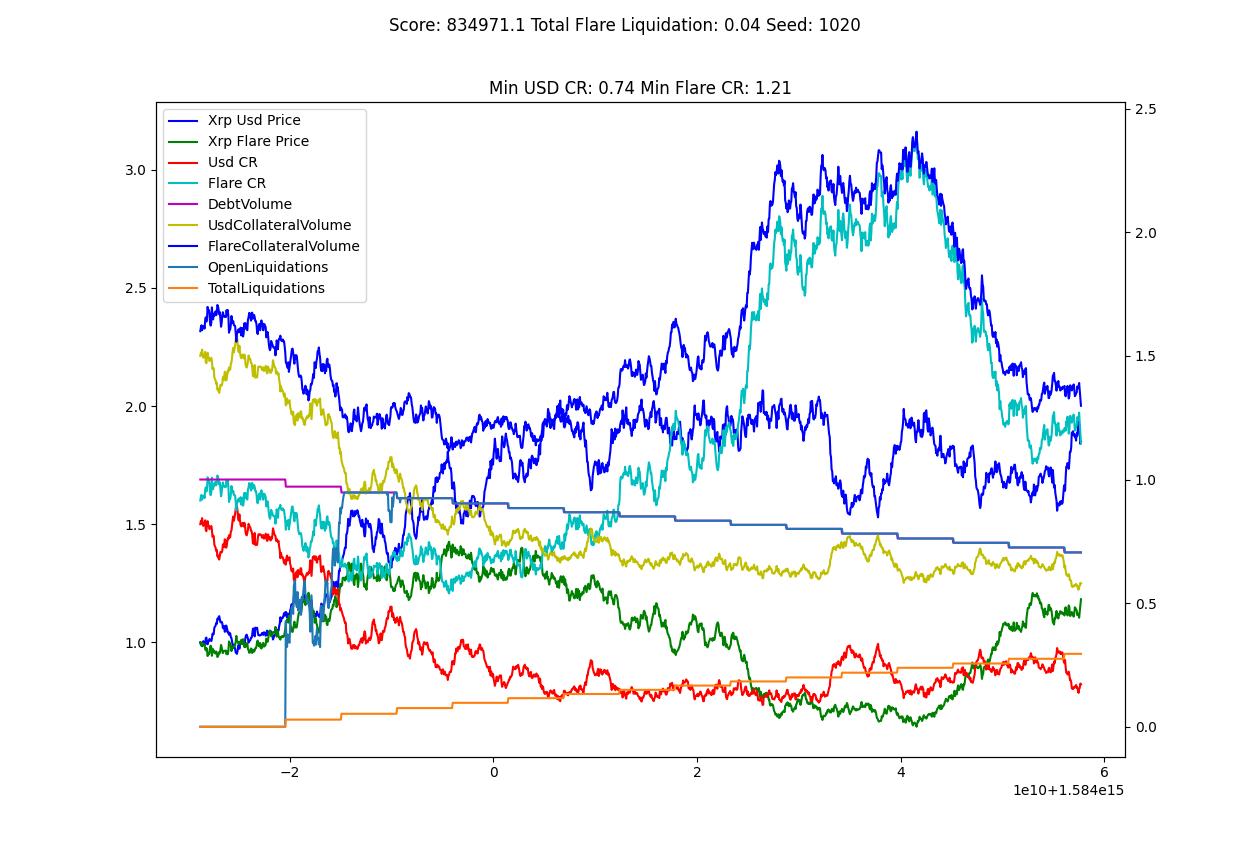 Score: 834971.1 Total Flare Liquidation: 0.04 Seed: 1020
Min USD CR: 0.74 Min Flare CR: 1.21
Xrp Usd Price
Xrp Flare Price
Usd CR
Flare CR
DebtVolume
UsdCollateralVolume
FlareCollateralVolume
OpenLiquidations
TotalLiquidations
3.0
2.5
2.0
1.5
1.0
2.5
2.0
1.5
1.0
0.5
0.0
−2
0
2
4
6
1e10+1.584e15